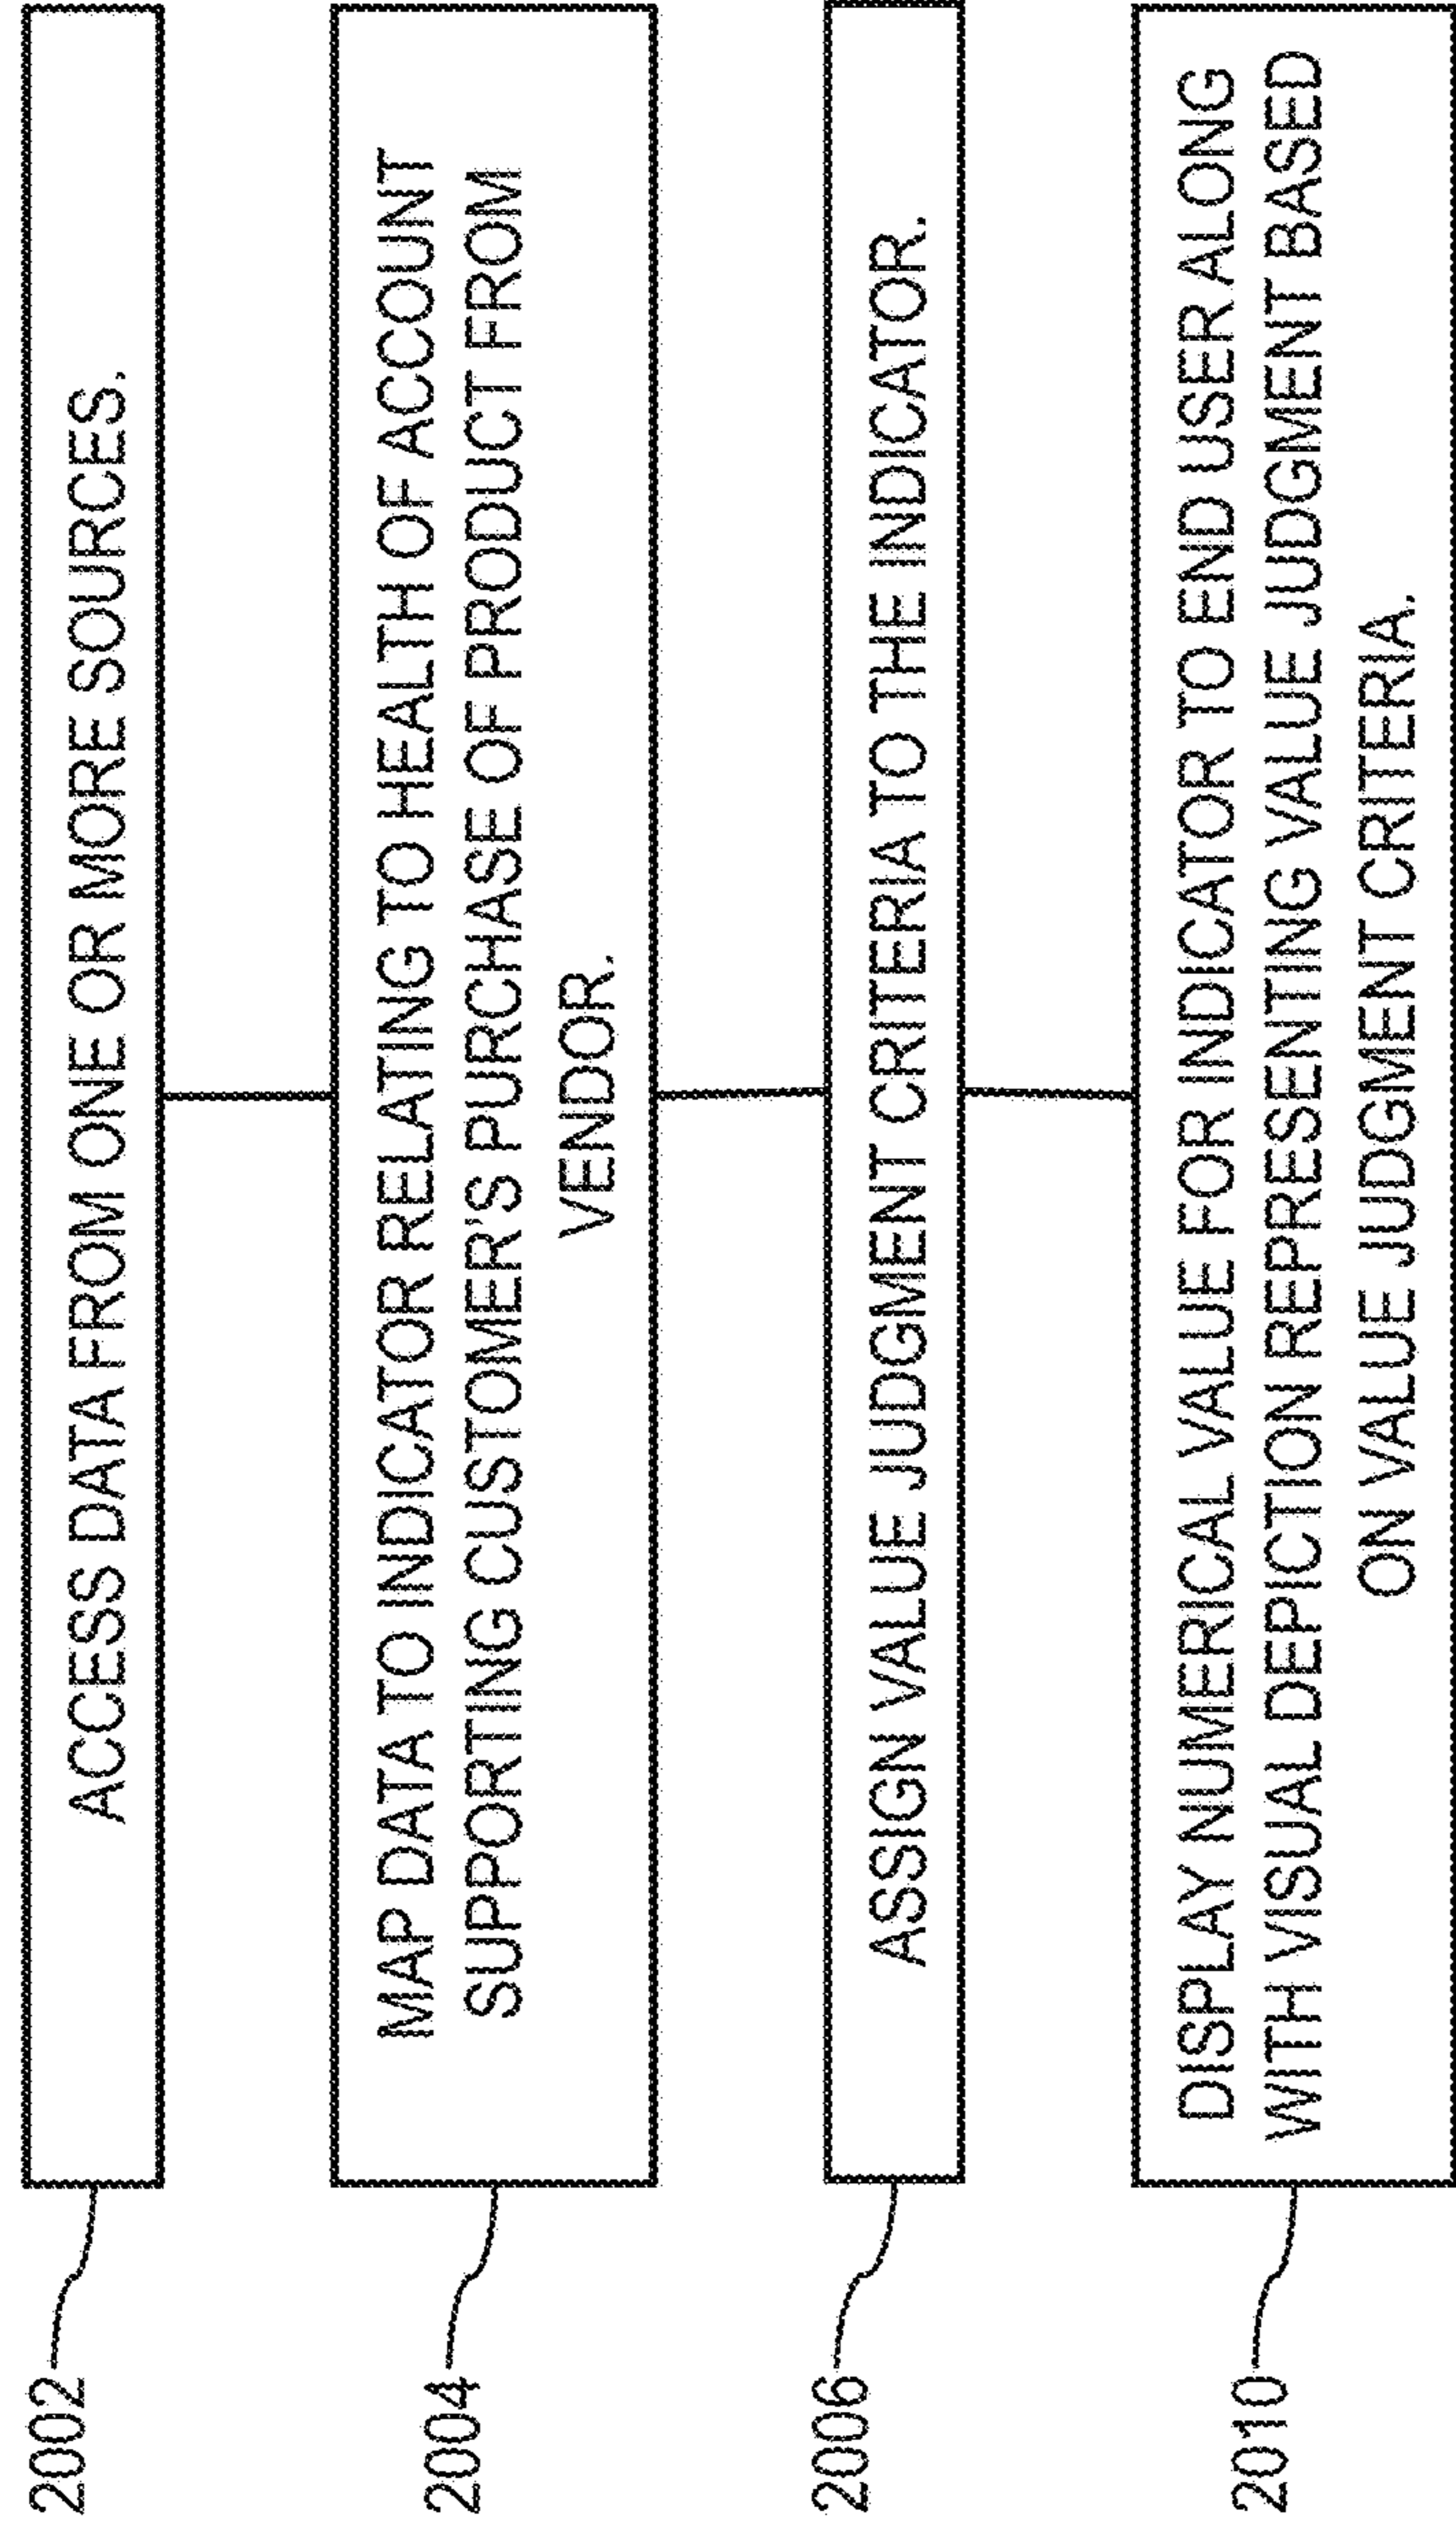 2002
ACCESS DATA FROM ONE OR MORE SOURCES.
2004
MAP DATA TO INDICATOR RELATING TO HEALTH OF ACCOUNT
SUPPORTING CUSTOMER'S PURCHASE OF PRODUCT FROM
VENDOR.
2006
ASSIGN VALUE JUDGMENT CRITERIA TO THE INDICATOR.
2010
DISPLAY NUMERICAL VALUE FOR INDICATOR TO END USER ALONG
WITH VISUAL DEPICTION REPRESENTING VALUE JUDGMENT BASED
ON VALUE JUDGMENT CRITERIA.